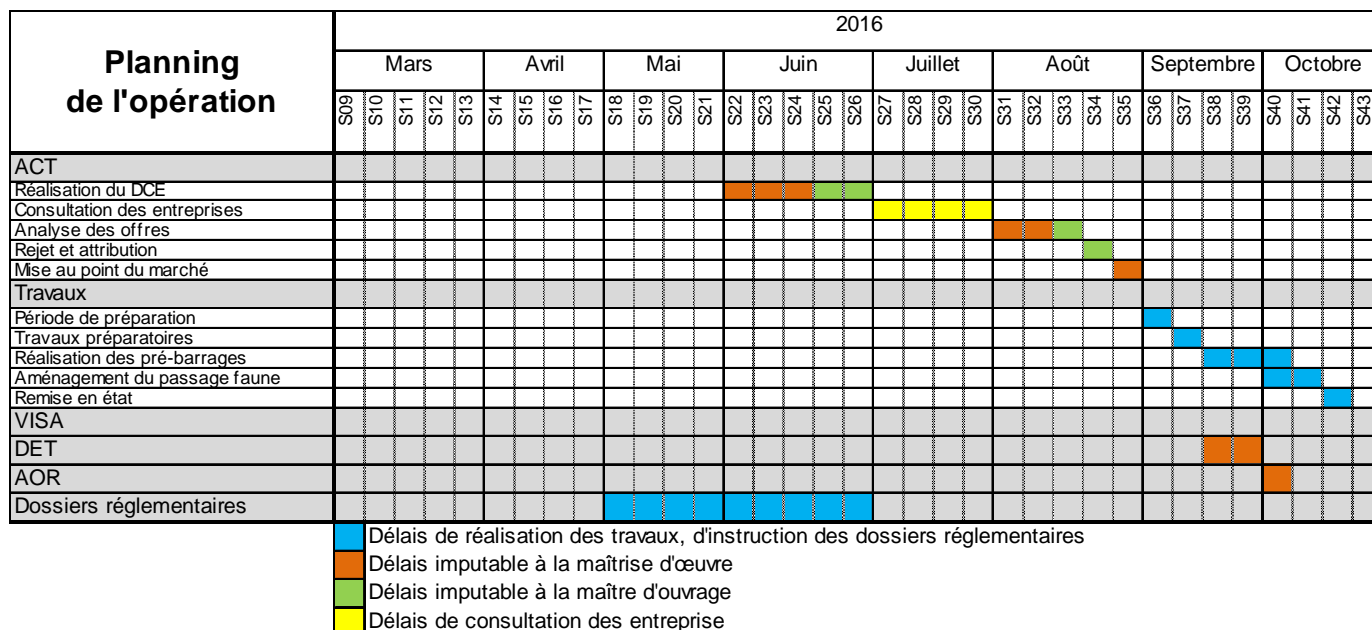 Planning
de l'opération
2016
Mars Avril Mai Juin Juillet Août Septembre Octobre
S09 S10 S11 S12 S13 S14 S15 S16 S17 S18 S19 S20 S21 S22 S23 S24 S25 S26 S27 S28 S29 S30 S31 S32 S33 S34 S35 S36 S37 S38 S39 S40 S41 S42 S43
ACT
Réalisation du DCE
Consultation des entreprises
Analyse des offres
Rejet et attribution
Mise au point du marché
Travaux
Période de préparation
Travaux préparatoires
Réalisation des pré-barrages
Aménagement du passage faune
Remise en état
VISA
DET
AOR
Dossiers réglementaires
Délais de réalisation des travaux, d'instruction des dossiers réglementaires
Délais imputable à la maîtrise d'œuvre
Délais imputable à la maître d'ouvrage
Délais de consultation des entreprise